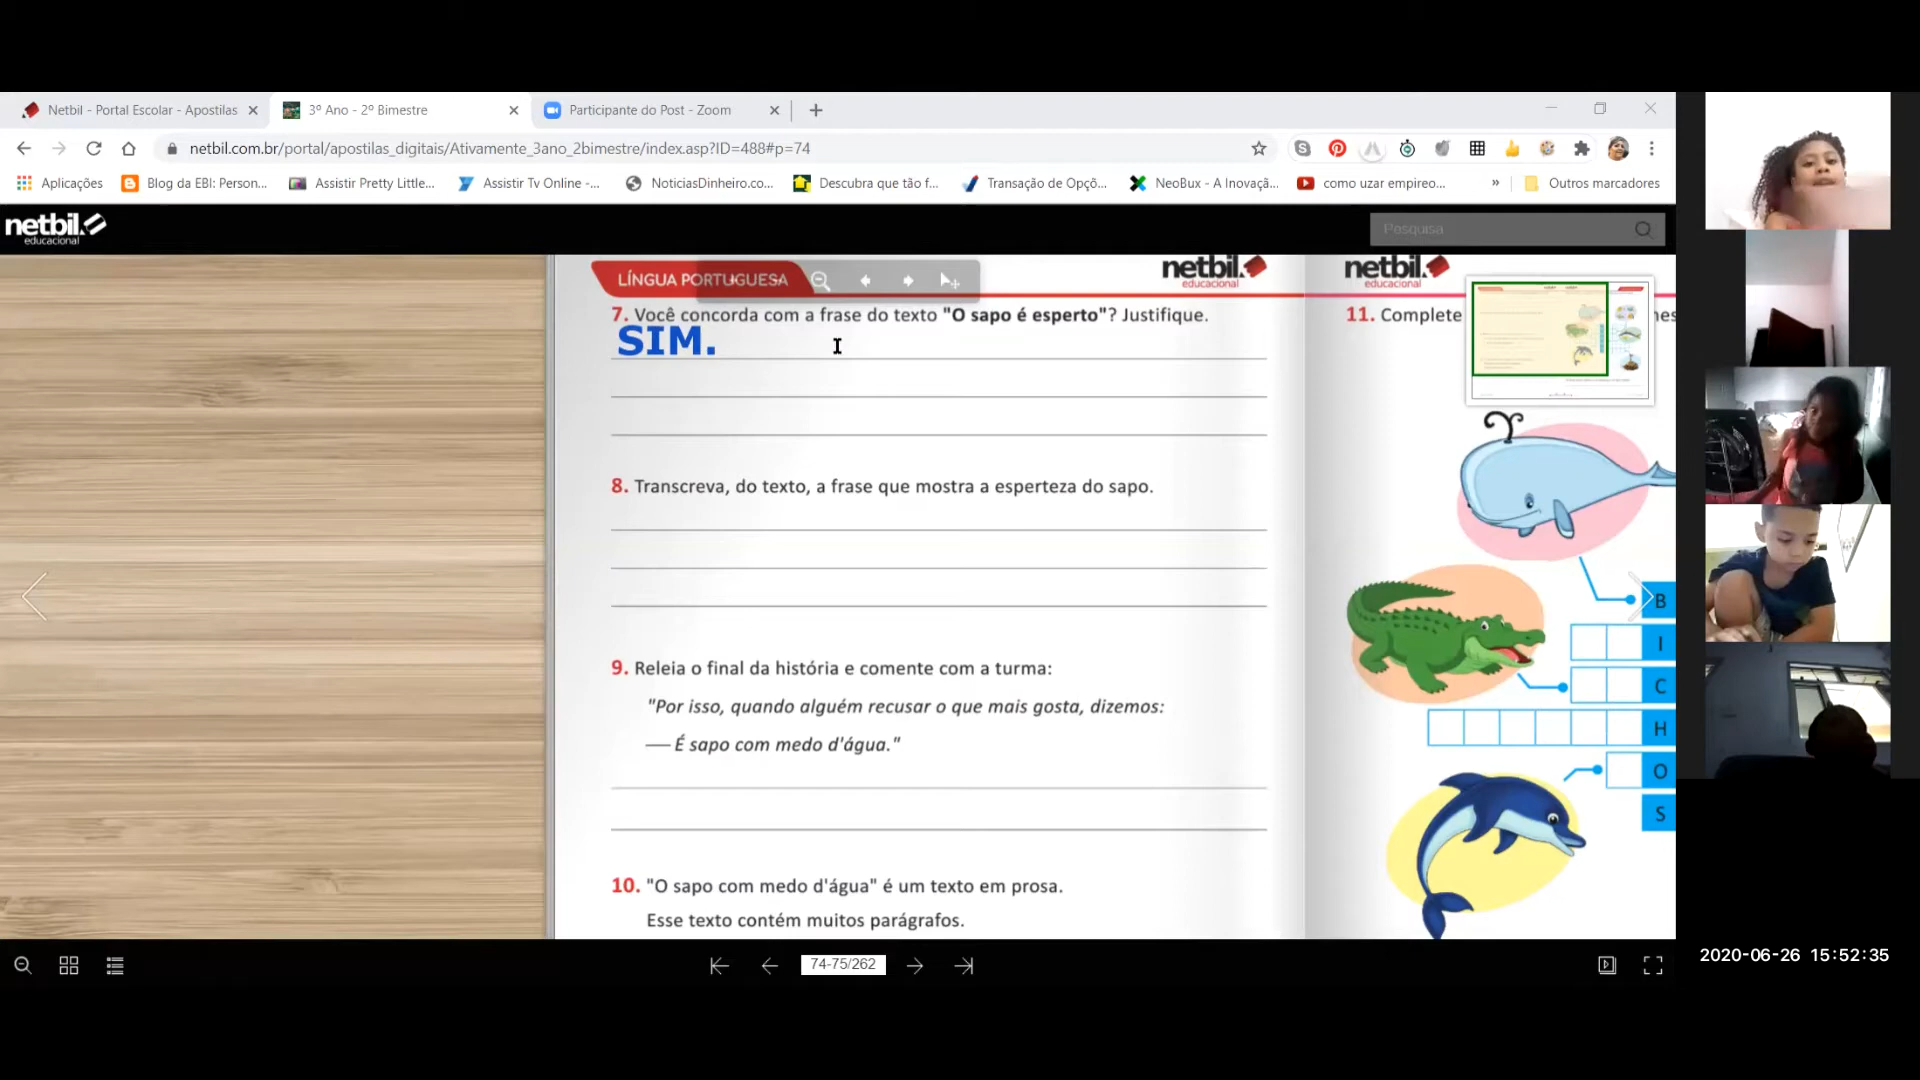 Netbil - Portal Escolar - Apostilas
3º Ano - 2º Bimestre
Participante do Post - Zoom
netbil.com.br/portal/apostilas_digitais/Ativamente_3ano_2bimestre/index.asp?ID=488#p=74
Aplicações
Blog da EBI: Person...
Assistir Pretty Little...
Assistir Tv Online -...
NoticiasDinheiro.co...
Descubra que tão f...
Transação de Opçõ...
NeoBux - A Inovaçã...
como uzar empireo...
»
Outros marcadores
netbil
educacional
Pesquisa
LÍNGUA PORTUGUESA
netbil
educacional
7. Você concorda com a frase do texto "O sapo é esperto"? Justifique.
SIM.
8. Transcreva, do texto, a frase que mostra a esperteza do sapo.
9. Releia o final da história e comente com a turma:
"Por isso, quando alguém recusar o que mais gosta, dizemos:
— É sapo com medo d'água."
10. "O sapo com medo d'água" é um texto em prosa.
Esse texto contém muitos parágrafos.
netbil
educacional
11. Complete
B
I
C
H
O
S
74-75/262
2020-06-26 15:52:35